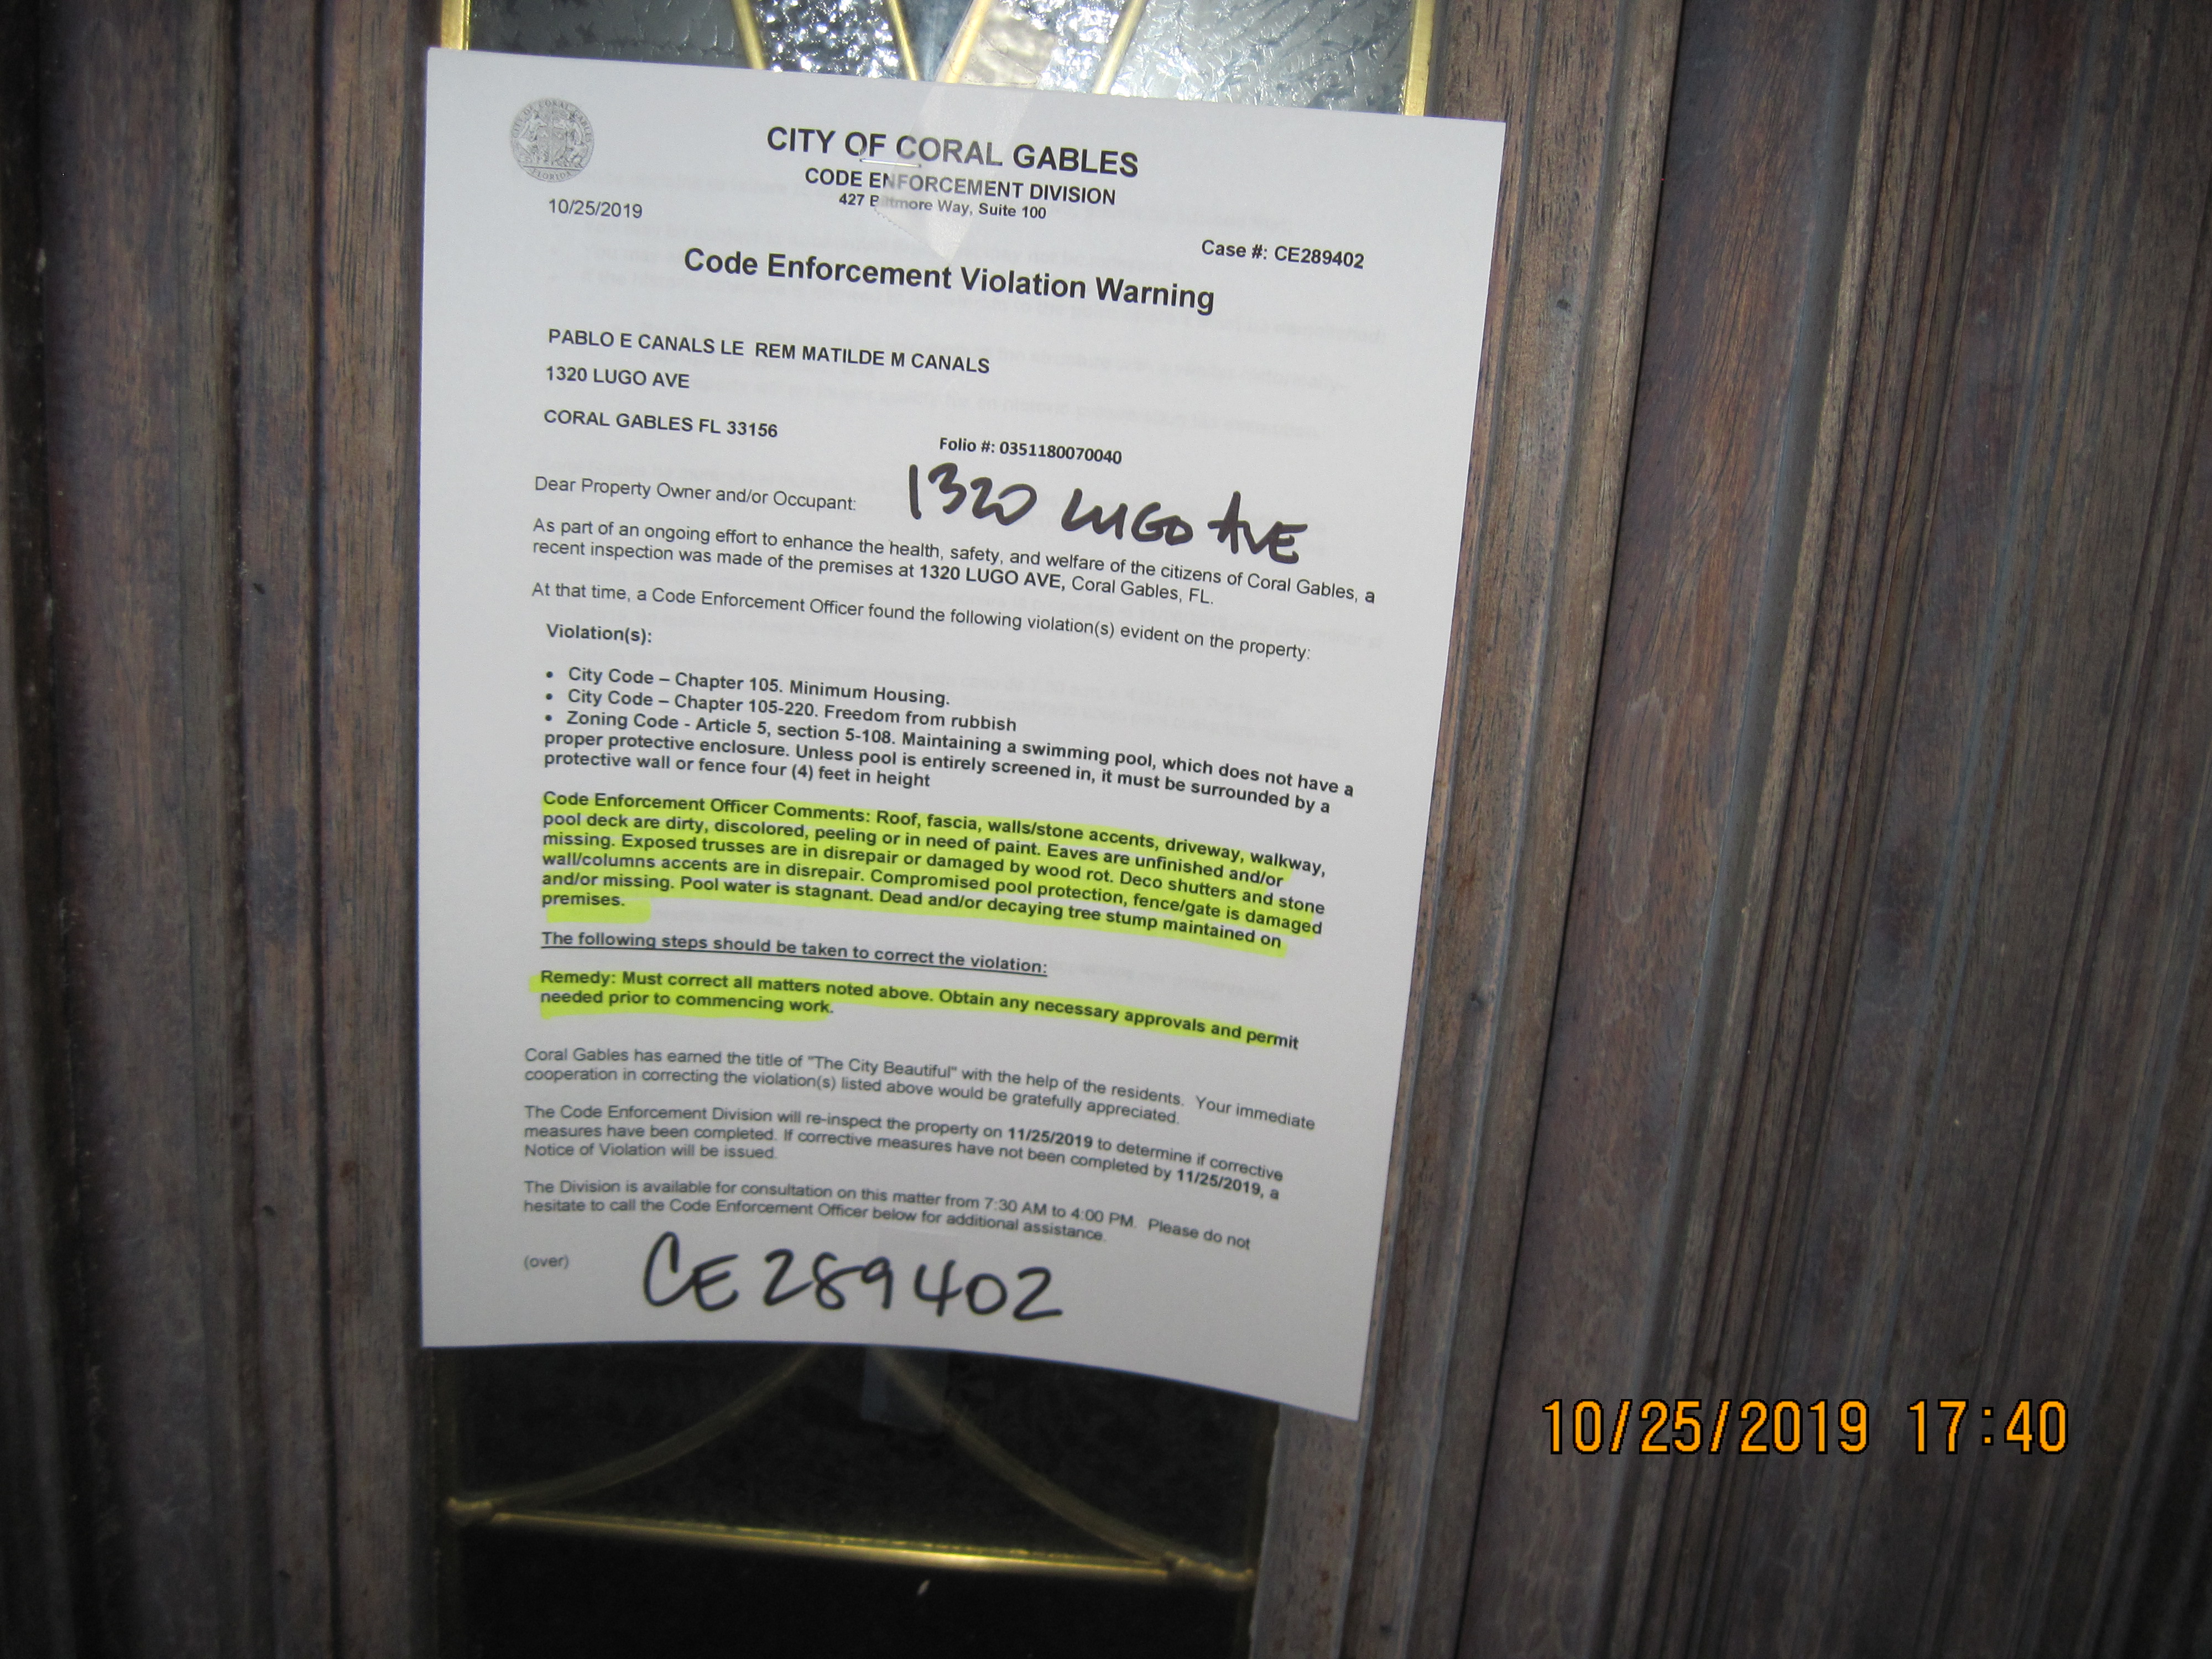 CITY OF CORAL GABLES
CODE ENFORCEMENT DIVISION
427 Biltmore Way, Suite 100
10/25/2019
Case #: CE289402
Code Enforcement Violation Warning
PABLO E CANALS LE REM MATILDE M CANALS
1320 LUGO AVE
CORAL GABLES FL 33156
Folio #: 0351180070040
Dear Property Owner and/or Occupant:
1320 LUGO AVE
As part of an ongoing effort to enhance the health, safety, and welfare of the citizens of Coral Gables, a
recent inspection was made of the premises at 1320 LUGO AVE, Coral Gables, FL.
At that time, a Code Enforcement Officer found the following violation(s) evident on the property:
Violation(s):
• City Code – Chapter 105. Minimum Housing.
• City Code – Chapter 105-220. Freedom from rubbish
• Zoning Code - Article 5, section 5-108. Maintaining a swimming pool, which does not have a
proper protective enclosure. Unless pool is entirely screened in, it must be surrounded by a
protective wall or fence four (4) feet in height
Code Enforcement Officer Comments: Roof, fascia, walls/stone accents, driveway, walkway,
pool deck are dirty, discolored, peeling or in need of paint. Eaves are unfinished and/or
missing. Exposed trusses are in disrepair or damaged by wood rot. Deco shutters and stone
wall/columns accents are in disrepair. Compromised pool protection, fence/gate is damaged
and/or missing. Pool water is stagnant. Dead and/or decaying tree stump maintained on
premises.
The following steps should be taken to correct the violation:
Remedy: Must correct all matters noted above. Obtain any necessary approvals and permit
needed prior to commencing work.
Coral Gables has earned the title of "The City Beautiful" with the help of the residents. Your immediate
cooperation in correcting the violation(s) listed above would be gratefully appreciated.
The Code Enforcement Division will re-inspect the property on 11/25/2019 to determine if corrective
measures have been completed. If corrective measures have not been completed by 11/25/2019, a
Notice of Violation will be issued.
The Division is available for consultation on this matter from 7:30 AM to 4:00 PM. Please do not
hesitate to call the Code Enforcement Officer below for additional assistance.
(over)
CE289402
10/25/2019 17:40